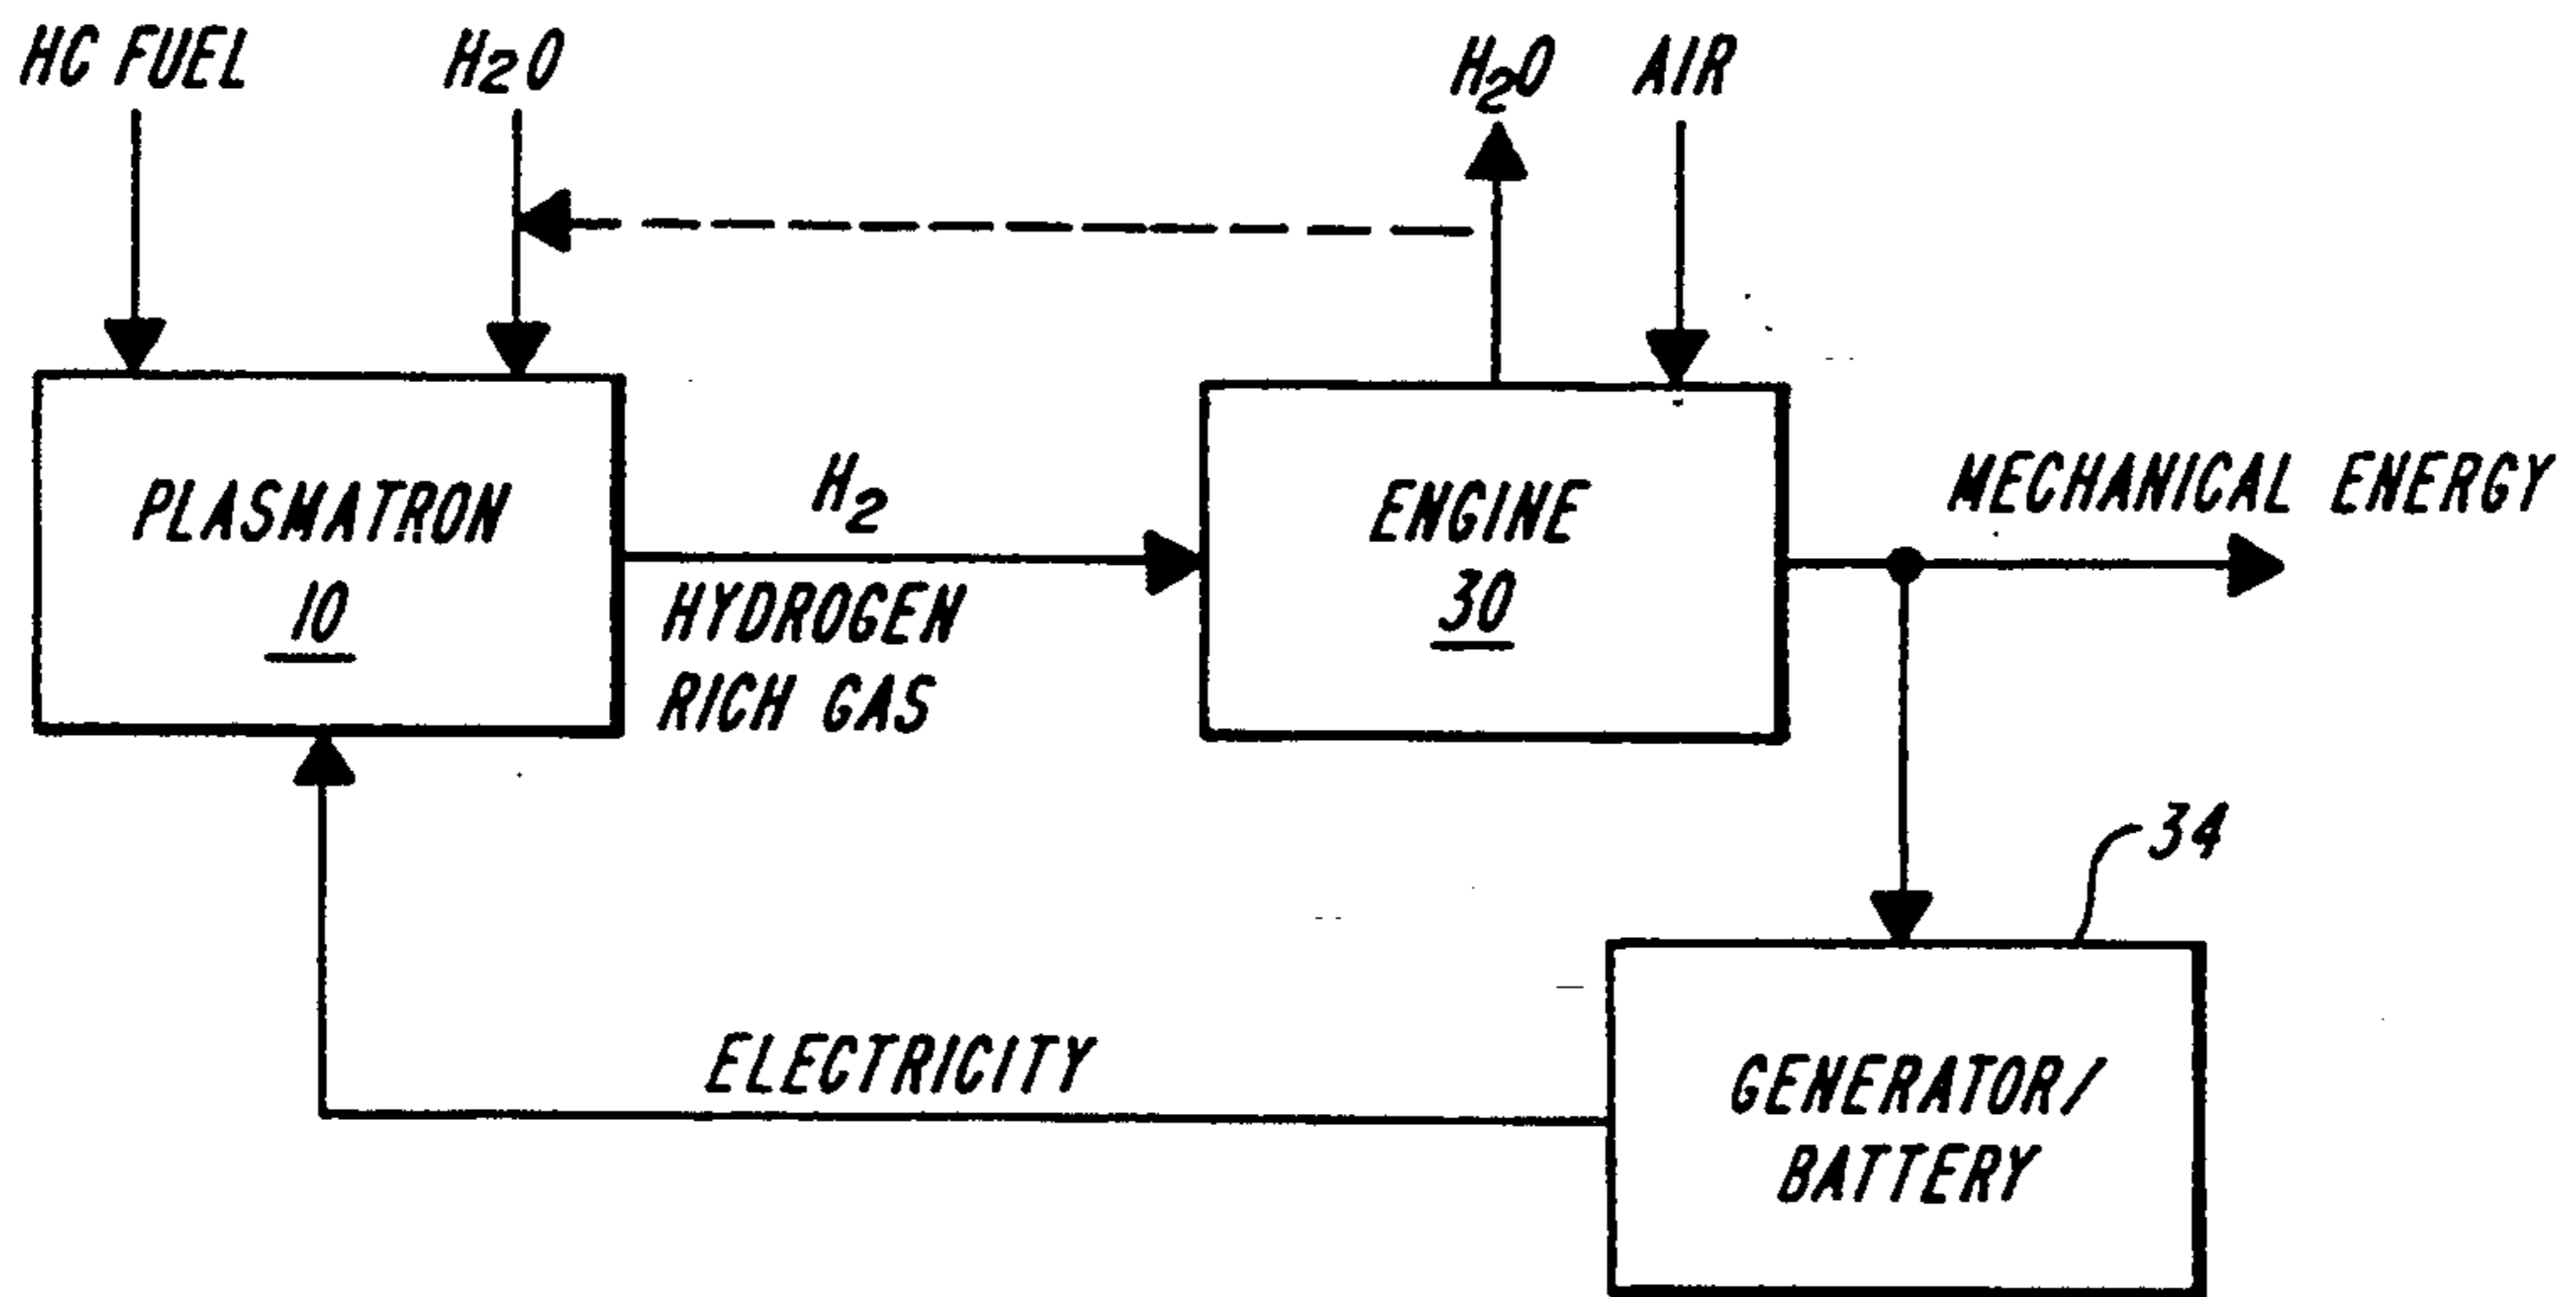 HC FUEL
H2O
H2O
AIR
PLASMATRON
10
H2
HYDROGEN
RICH GAS
ENGINE
30
MECHANICAL ENERGY
34
ELECTRICITY
GENERATOR/
BATTERY